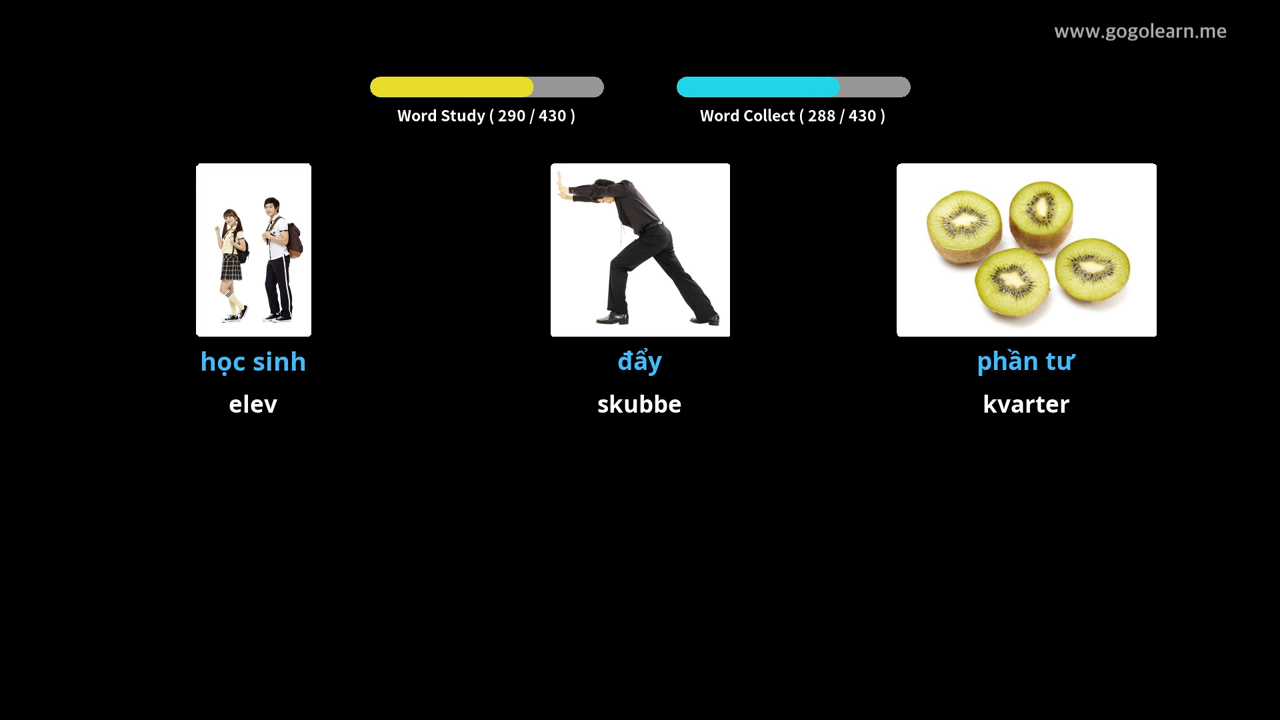 www.gogolearn.me
Word Study ( 290 / 430 )
Word Collect ( 288 / 430 )
học sinh
elev
đẩy
skubbe
phần tư
kvarter